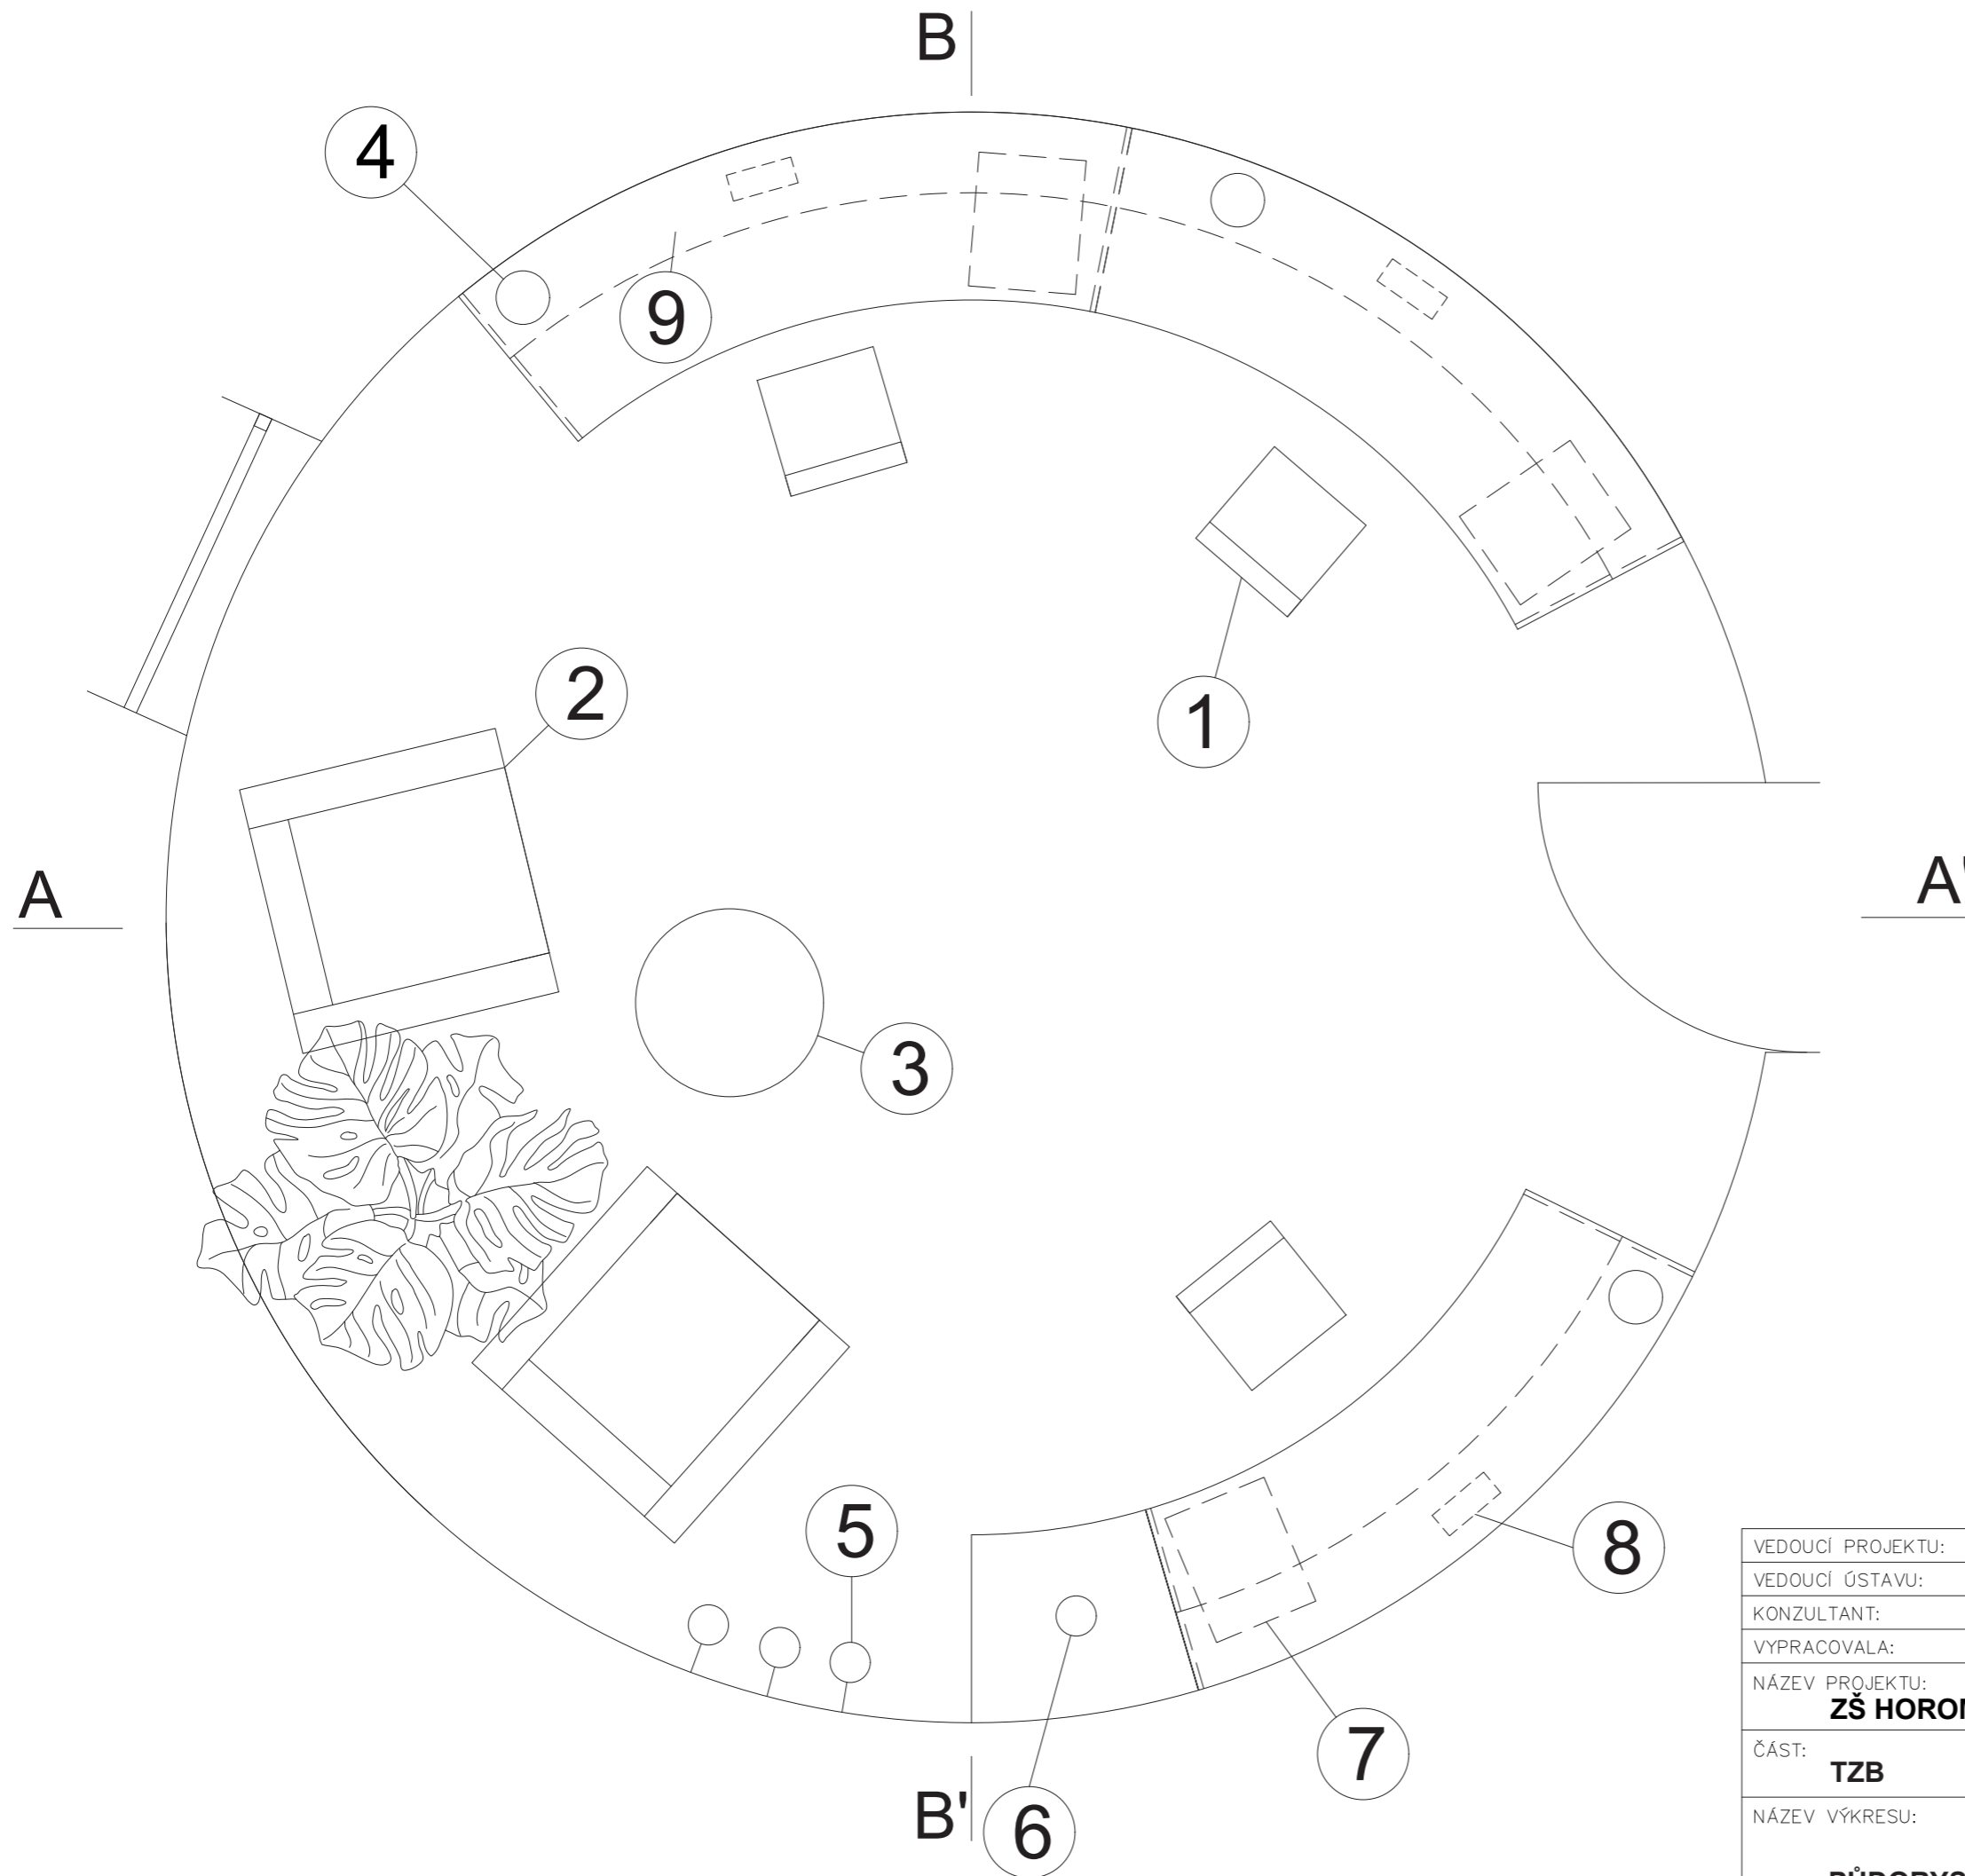 B
4
9
2
1
A
A'
3
5
8
7
B'
6
VEDOUCÍ PROJEKTU:
VEDOUCÍ ÚSTAVU:
KONZULTANT:
VYPRACOVALA:
NÁZEV PROJEKTU:
ZŠ
ČÁST:
TZB
NÁZEV VÝKRESU: